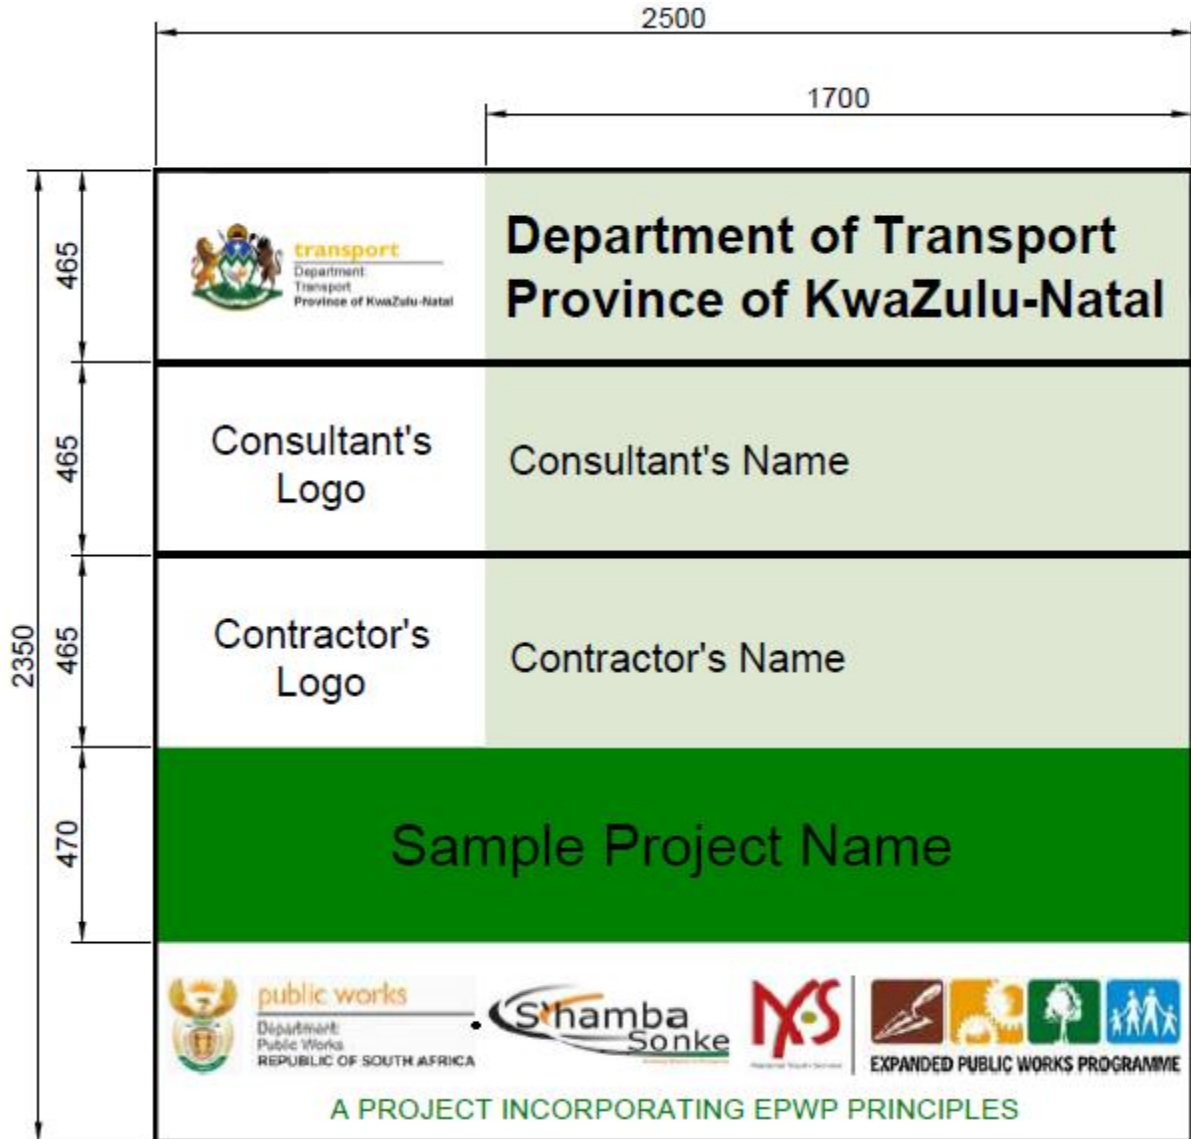 2500
1700
465
transport
Department:
Transport
Province of KwaZulu-Natal
Department of Transport
Province of KwaZulu-Natal
465
Consultant's
Logo
Consultant's Name
2350
465
Contractor's
Logo
Contractor's Name
470
Sample Project Name
public works
Department:
Public Works
REPUBLIC OF SOUTH AFRICA
S'hamba
Sonke
NYS
EXPANDED PUBLIC WORKS PROGRAMME
A PROJECT INCORPORATING EPWP PRINCIPLES